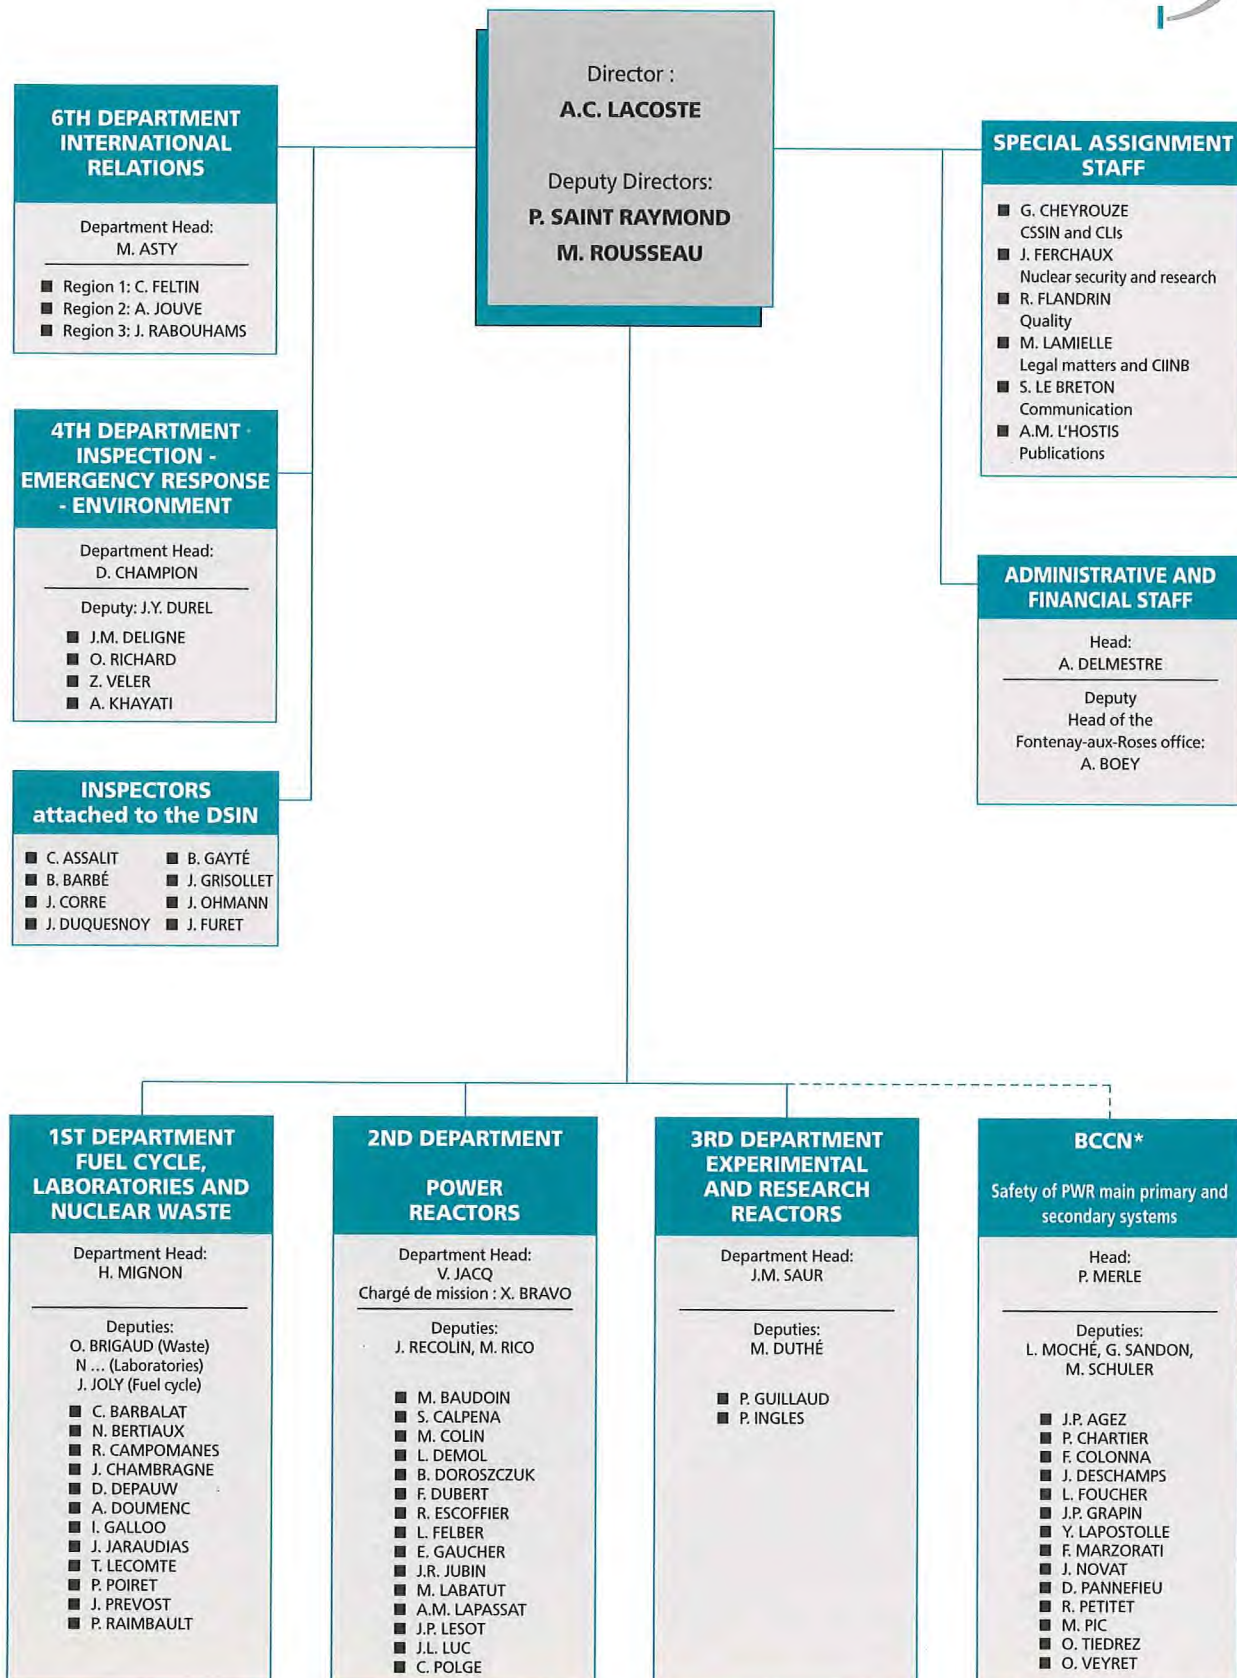 Director :
A.C. LACOSTE
Deputy Directors:
P. SAINT RAYMOND
M. ROUSSEAU
6TH DEPARTMENT
INTERNATIONAL
RELATIONS
Department Head:
M. ASTY
Region 1: C. FELTIN
Region 2: A. JOUVE
Region 3: J. RABOUHAMS
4TH DEPARTMENT
INSPECTION -
EMERGENCY RESPONSE
- ENVIRONMENT
Department Head:
D. CHAMPION
Deputy: J.Y. DUREL
J.M. DELIGNE
O. RICHARD
Z. VELER
A. KHAYATI
INSPECTORS
attached to the DSIN
C. ASSALIT
B. BARBÉ
J. CORRE
J. DUQUESNOY
B. GAYTÉ
J. GRISOLLET
J. OHMANN
J. FURET
SPECIAL ASSIGNMENT
STAFF
G. CHEYROUZE
CSSIN and CLIs
J. FERCHAUX
Nuclear security and research
R. FLANDRIN
Quality
M. LAMIELLE
Legal matters and CIINB
S. LE BRETON
Communication
A.M. L'HOSTIS
Publications
ADMINISTRATIVE AND
FINANCIAL STAFF
Head:
A. DELMESTRE
Deputy
Head of the
Fontenay-aux-Roses office:
A. BOEY
1ST DEPARTMENT
FUEL CYCLE,
LABORATORIES AND
NUCLEAR WASTE
Department Head:
H. MIGNON
Deputies:
O. BRIGAUD (Waste)
N ... (Laboratories)
J. JOLY (Fuel cycle)
C. BARBALAT
N. BERTIAUX
R. CAMPOMANES
J. CHAMBRAGNE
D. DEPAUW
A. DOUMENC
I. GALLOO
J. JARAUDIAS
T. LECOMTE
P. POIRET
J. PREVOST
P. RAIMBAULT
2ND DEPARTMENT
POWER
REACTORS
Department Head:
V. JACQ
Chargé de mission : X. BRAVO
Deputies:
J. RECOLIN, M. RICO
M. BAUDOIN
S. CALPENA
M. COLIN
L. DEMOL
B. DOROSZCZUK
F. DUBERT
R. ESCOFFIER
L. FELBER
E. GAUCHER
J.R. JUBIN
M. LABATUT
A.M. LAPASSAT
J.P. LESOT
J.L. LUC
C. POLGE
3RD DEPARTMENT
EXPERIMENTAL
AND RESEARCH
REACTORS
Department Head:
J.M. SAUR
Deputies:
M. DUTHÉ
P. GUILLAUD
P. INGLES
BCCN*
Safety of PWR main primary and
secondary systems
Head:
P. MERLE
Deputies:
L. MOCHÉ, G. SANDON,
M. SCHULER
J.P. AGEZ
P. CHARTIER
F. COLONNA
J. DESCHAMPS
L. FOUCHER
J.P. GRAPIN
Y. LAPOSTOLLE
F. MARZORATI
J. NOVAT
D. PANNEFIEU
R. PETITET
M. PIC
O. TIEDREZ
O. VEYRET